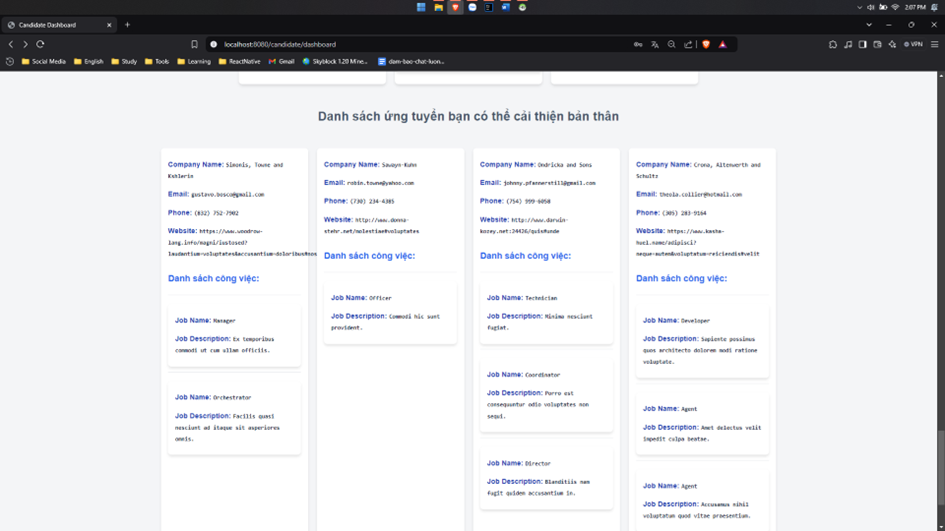 2:07 PM
Candidate Dashboard
localhost:8080/candidate/dashboard
VPN
Social Media
English
Study
Tools
Learning
ReactNative
Gmail
Skyblock 1.20 Mine...
dam-bao-chat-luon...
Danh sách ứng tuyển bạn có thể cải thiện bản thân
Company Name: Simonis, Towne and
Kshlerin
Email: gustavo.bosco@gmail.com
Phone: (832) 752-7902
Website: https://www.woodrow-
lang.info/magni/iustosed?
laudantium-voluptates&accusantium-doloribus#nos
Danh sách công việc:
Job Name: Manager
Job Description: Ex temporibus
commodi ut cum ullam officiis.
Job Name: Orchestrator
Job Description: Facilis quasi
nesciunt ad itaque sit asperiores
omnis.
Company Name: Sawayn-Kuhn
Email: robin.towne@yahoo.com
Phone: (730) 234-4385
Website: http://www.donna-
stehr.net/molestiae#voluptates
Danh sách công việc:
Job Name: Officer
Job Description: Commodi hic sunt
provident.
Company Name: Ondricka and Sons
Email: johnny.pfannerstill@gmail.com
Phone: (754) 999-6058
Website: http://www.darwin-
kozey.net:24426/quis#unde
Danh sách công việc:
Job Name: Technician
Job Description: Minima nesciunt
fugiat.
Job Name: Coordinator
Job Description: Porro est
consequuntur odio voluptates non
sequi.
Job Name: Director
Job Description: Blanditiis nam
fugit quidem accusantium in.
Company Name: Crona, Altenwerth and
Schultz
Email: theola.collier@hotmail.com
Phone: (305) 283-9164
Website: https://www.kasha-
huel.name/adipisci?
neque-autem&voluptatum-reiciendis#velit
Danh sách công việc:
Job Name: Developer
Job Description: Sapiente possimus
quos architecto dolorem modi ratione
voluptate.
Job Name: Agent
Job Description: Amet delectus velit
impedit culpa beatae.
Job Name: Agent
Job Description: Accusamus nihil
voluptatum quod vitae praesentium.